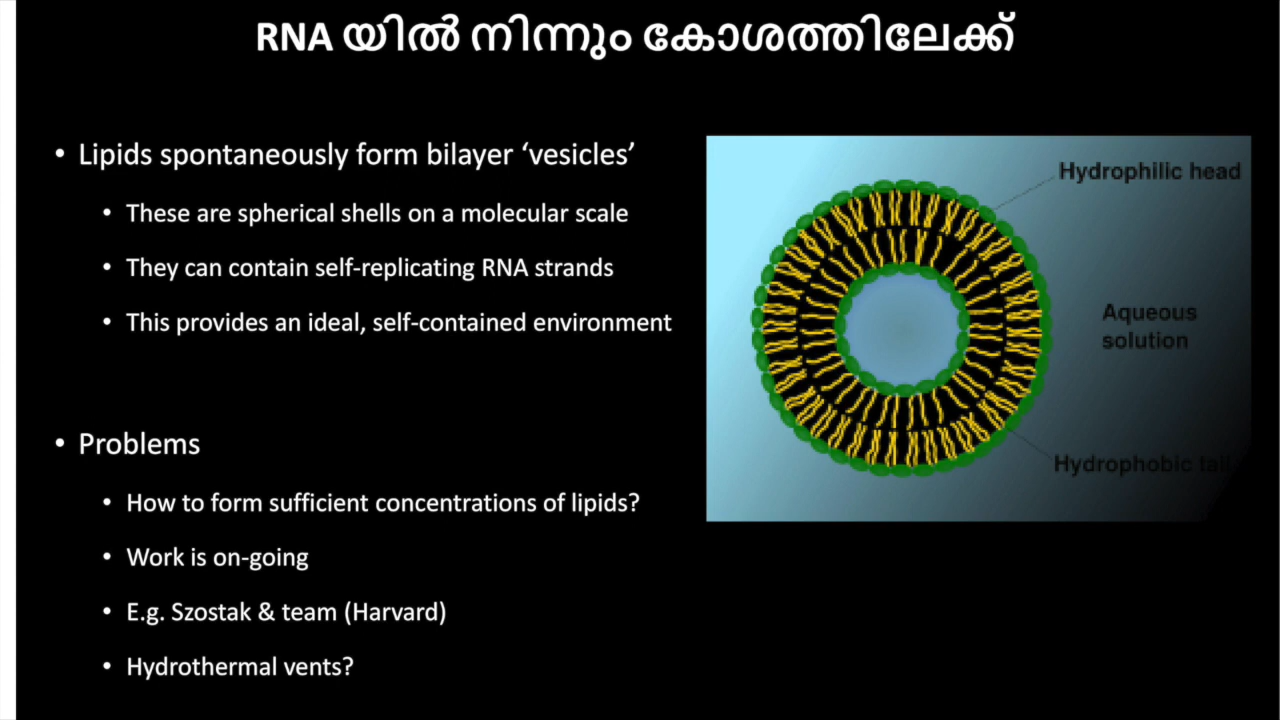 RNA യിൽ നിന്നും കോശത്തിലേക്ക്
• Lipids spontaneously form bilayer ‘vesicles’
• These are spherical shells on a molecular scale
• They can contain self-replicating RNA strands
• This provides an ideal, self-contained environment
• Problems
• How to form sufficient concentrations of lipids?
• Work is on-going
• E.g. Szostak & team (Harvard)
• Hydrothermal vents?
Hydrophilic head
Aqueous
solution
Hydrophobic tail